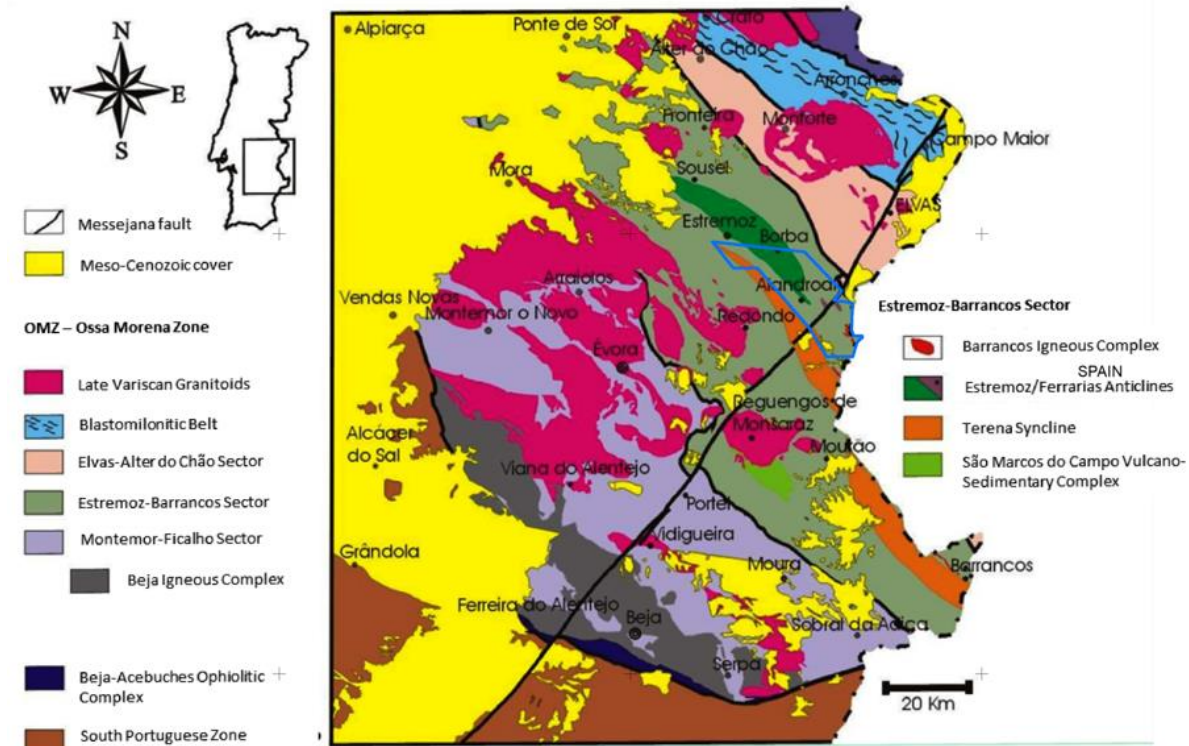 N
W E
S
Messejana fault
Meso-Cenozoic cover
OMZ – Ossa Morena Zone
Late Variscan Granitoids
Blastomilonitic Belt
Elvas-Alter do Chão Sector
Estremoz-Barrancos Sector
Montemor-Ficalho Sector
Beja Igneous Complex
Beja-Acebuches Ophiolitic
Complex
South Portuguese Zone
Alpiarça
Ponte de Sor
Crato
Alter do Chão
Arronches
Fronteira
Monforte
Campo Maior
Mora
Sousel
ELVAS
Estremoz
Borba
Arraiolos
Alandroal
Vendas Novas
Montemor o Novo
Redondo
Évora
Reguengos de
Monsaraz
Mourão
Alcáçer
do Sal
Viana do Alentejo
Portel
Vidigueira
Grândola
Moura
Barrancos
Ferreira do Alentejo
Beja
Sobral da Adiça
Serpa
20 Km
Estremoz-Barrancos Sector
Barrancos Igneous Complex
SPAIN
Estremoz/Ferrarias Anticlines
Terena Syncline
São Marcos do Campo Vulcano-
Sedimentary Complex